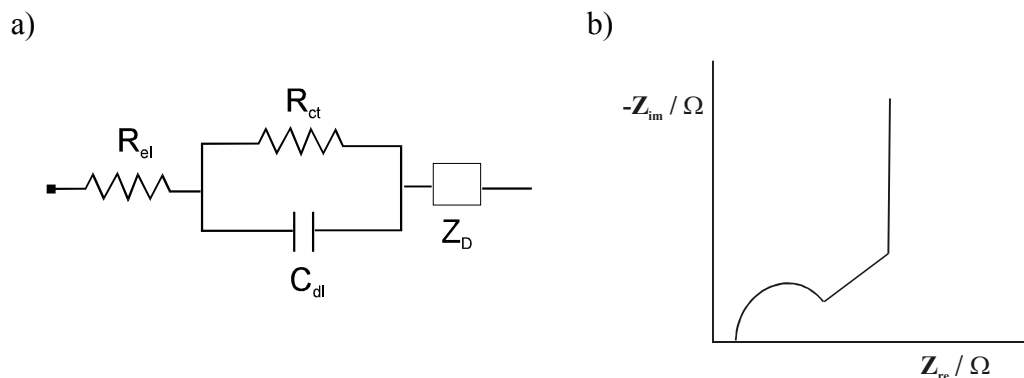 a)
b)
R_ct
R_el
C_dl
Z_D
-Z_im / Ω
Z_re / Ω